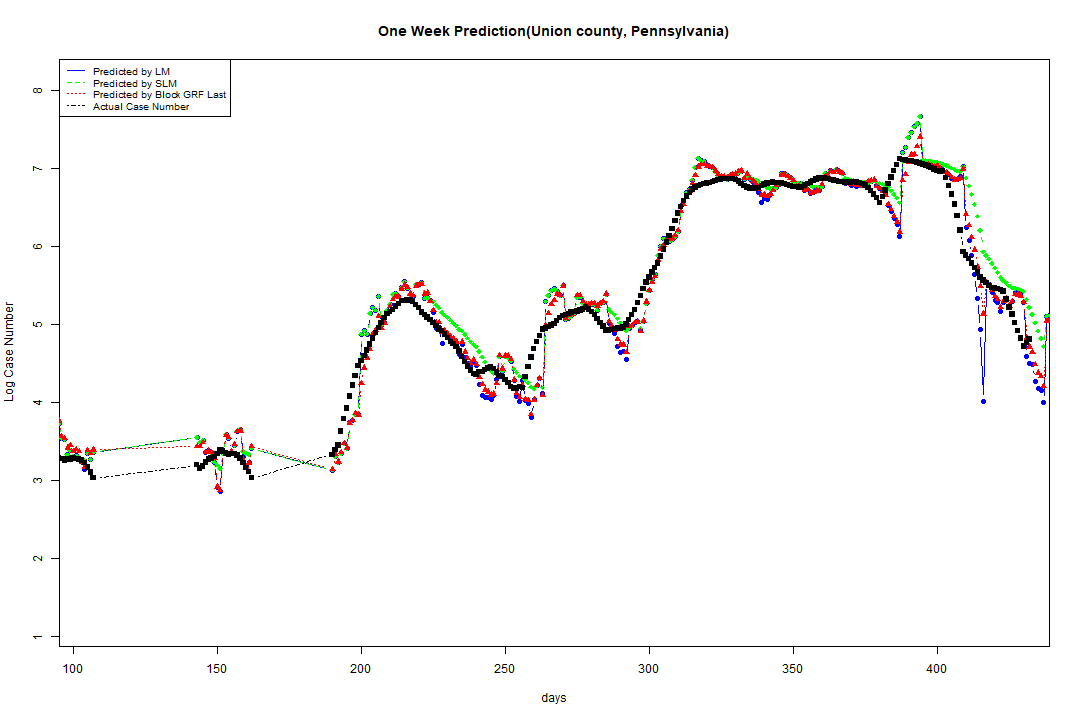 One Week Prediction(Union county, Pennsylvania)
Predicted by LM
Predicted by SLM
Predicted by Block GRF Last
Actual Case Number
8
7
6
5
4
3
2
1
Log Case Number
100 150 200 250 300 350 400
days